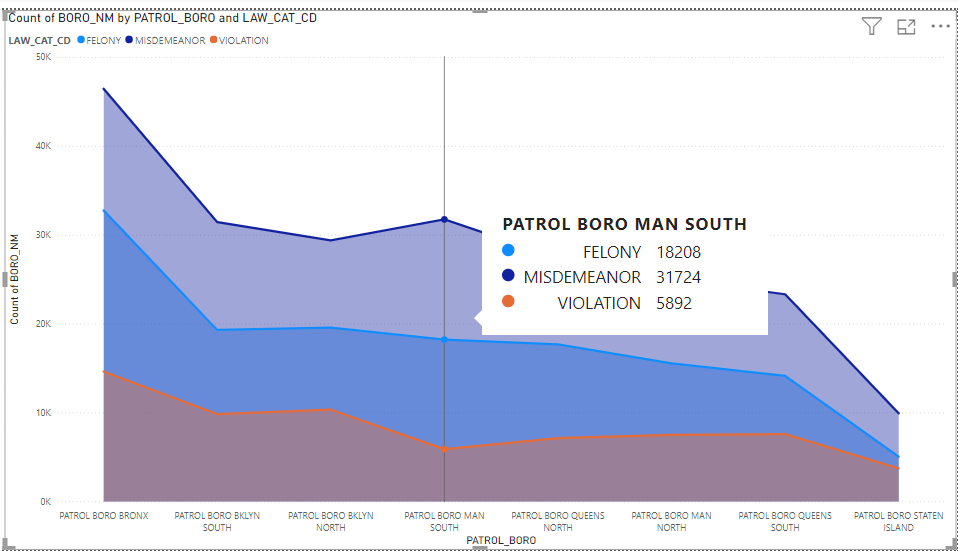 Count of BORO_NM by PATROL_BORO and LAW_CAT_CD
LAW_CAT_CD FELONY MISDEMEANOR VIOLATION
50K
40K
30K
20K
10K
0K
Count of BORO_NM
PATROL BORO MAN SOUTH
FELONY 18208
MISDEMEANOR 31724
VIOLATION 5892
PATROL BORO BRONX
PATROL BORO BKLYN
SOUTH
PATROL BORO BKLYN
NORTH
PATROL BORO MAN
SOUTH
PATROL BORO QUEENS
NORTH
PATROL BORO MAN
NORTH
PATROL BORO QUEENS
SOUTH
PATROL BORO STATEN
ISLAND
PATROL_BORO